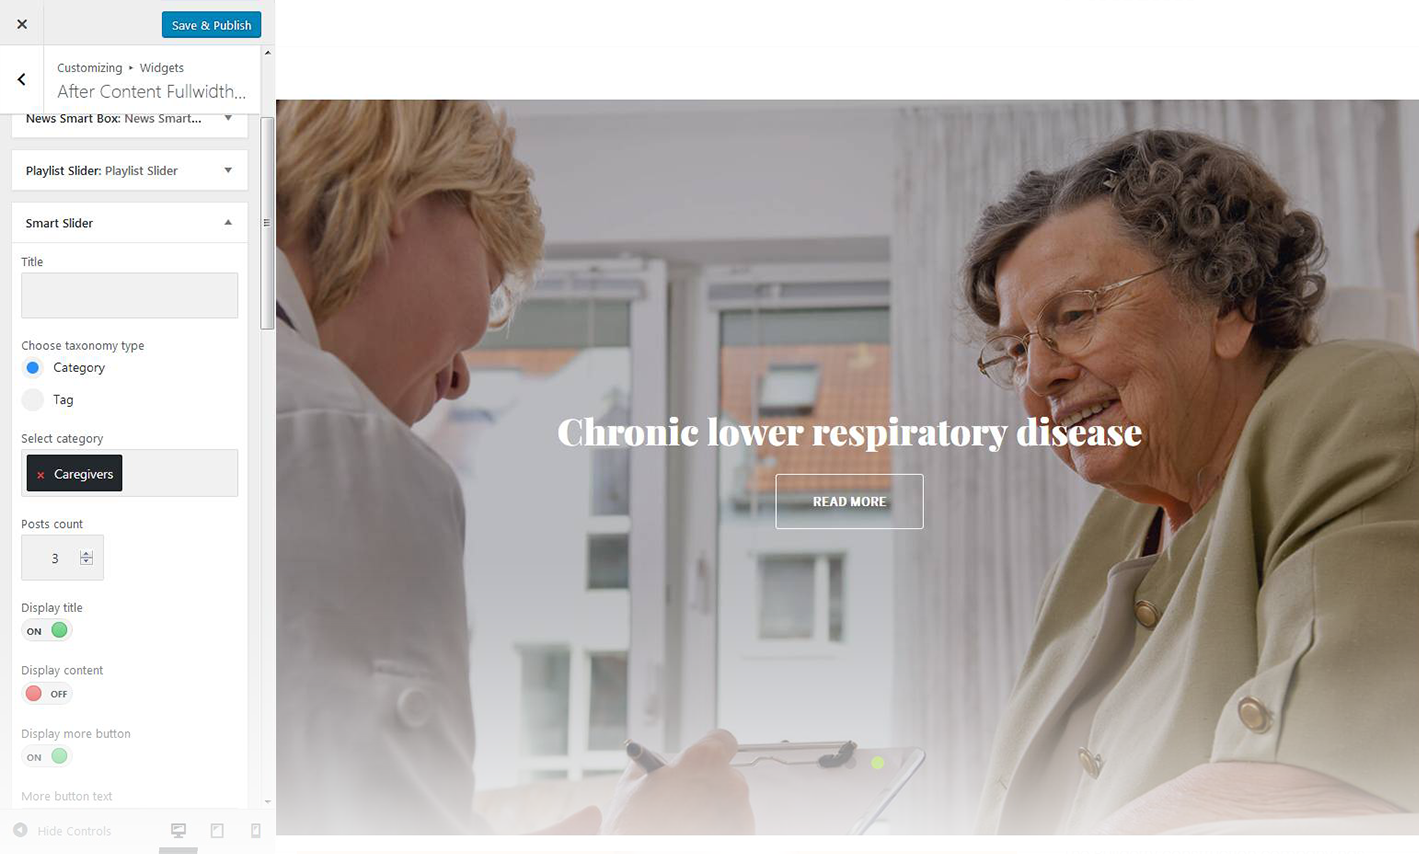 Save & Publish
Customizing ▸ Widgets
After Content Fullwidth...
News Smart Box: News Smart...
Playlist Slider: Playlist Slider
Smart Slider
Title
Choose taxonomy type
Category
Tag
Select category
× Caregivers
Posts count
3
Display title
ON
Display content
OFF
Display more button
ON
More button text
Hide Controls
Chronic lower respiratory disease
READ MORE